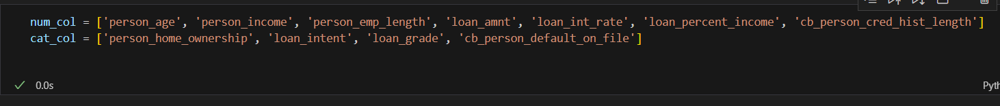 num_col = ['person_age', 'person_income', 'person_emp_length', 'loan_amnt', 'loan_int_rate', 'loan_percent_income', 'cb_person_cred_hist_length']
cat_col = ['person_home_ownership', 'loan_intent', 'loan_grade', 'cb_person_default_on_file']
0.0s
Pyth